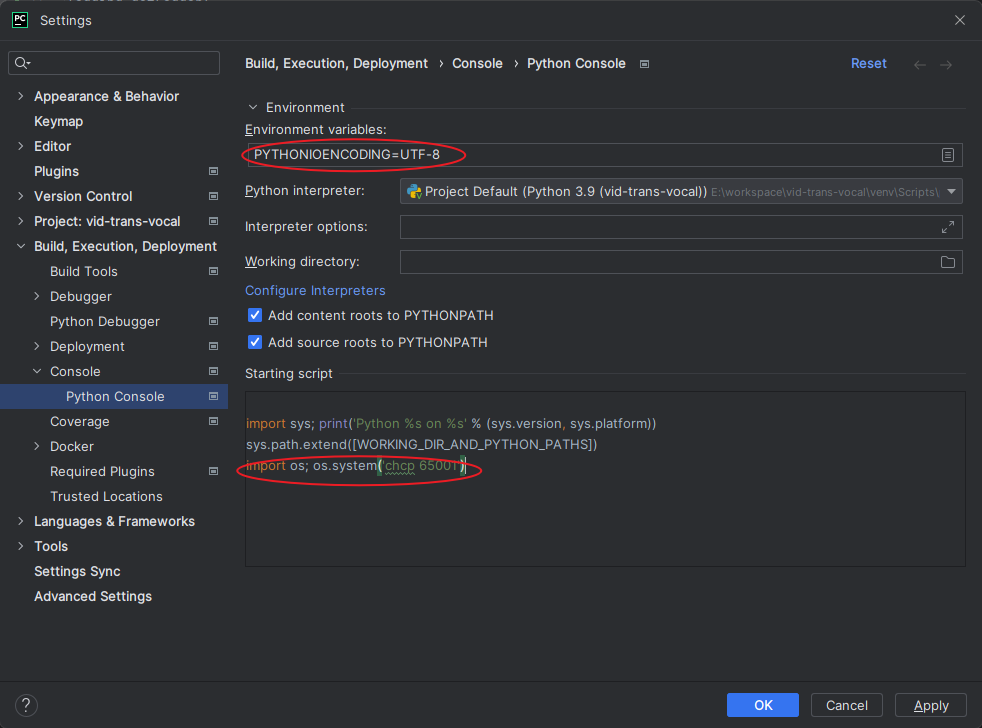 PC Settings
Build, Execution, Deployment › Console › Python Console Reset
Appearance & Behavior
Keymap
Editor
Plugins
Version Control
Project: vid-trans-vocal
Build, Execution, Deployment
Build Tools
Debugger
Python Debugger
Deployment
Console
Python Console
Coverage
Docker
Required Plugins
Trusted Locations
Languages & Frameworks
Tools
Settings Sync
Advanced Settings
Environment
Environment variables:
PYTHONIOENCODING=UTF-8
Python interpreter: Project Default (Python 3.9 (vid-trans-vocal)) E:\workspace\vid-trans-vocal\venv\Scripts\
Interpreter options:
Working directory:
Configure Interpreters
Add content roots to PYTHONPATH
Add source roots to PYTHONPATH
Starting script
import sys; print('Python %s on %s' % (sys.version, sys.platform))
sys.path.extend([WORKING_DIR_AND_PYTHON_PATHS])
import os; os.system('chcp 65001')
? OK Cancel Apply